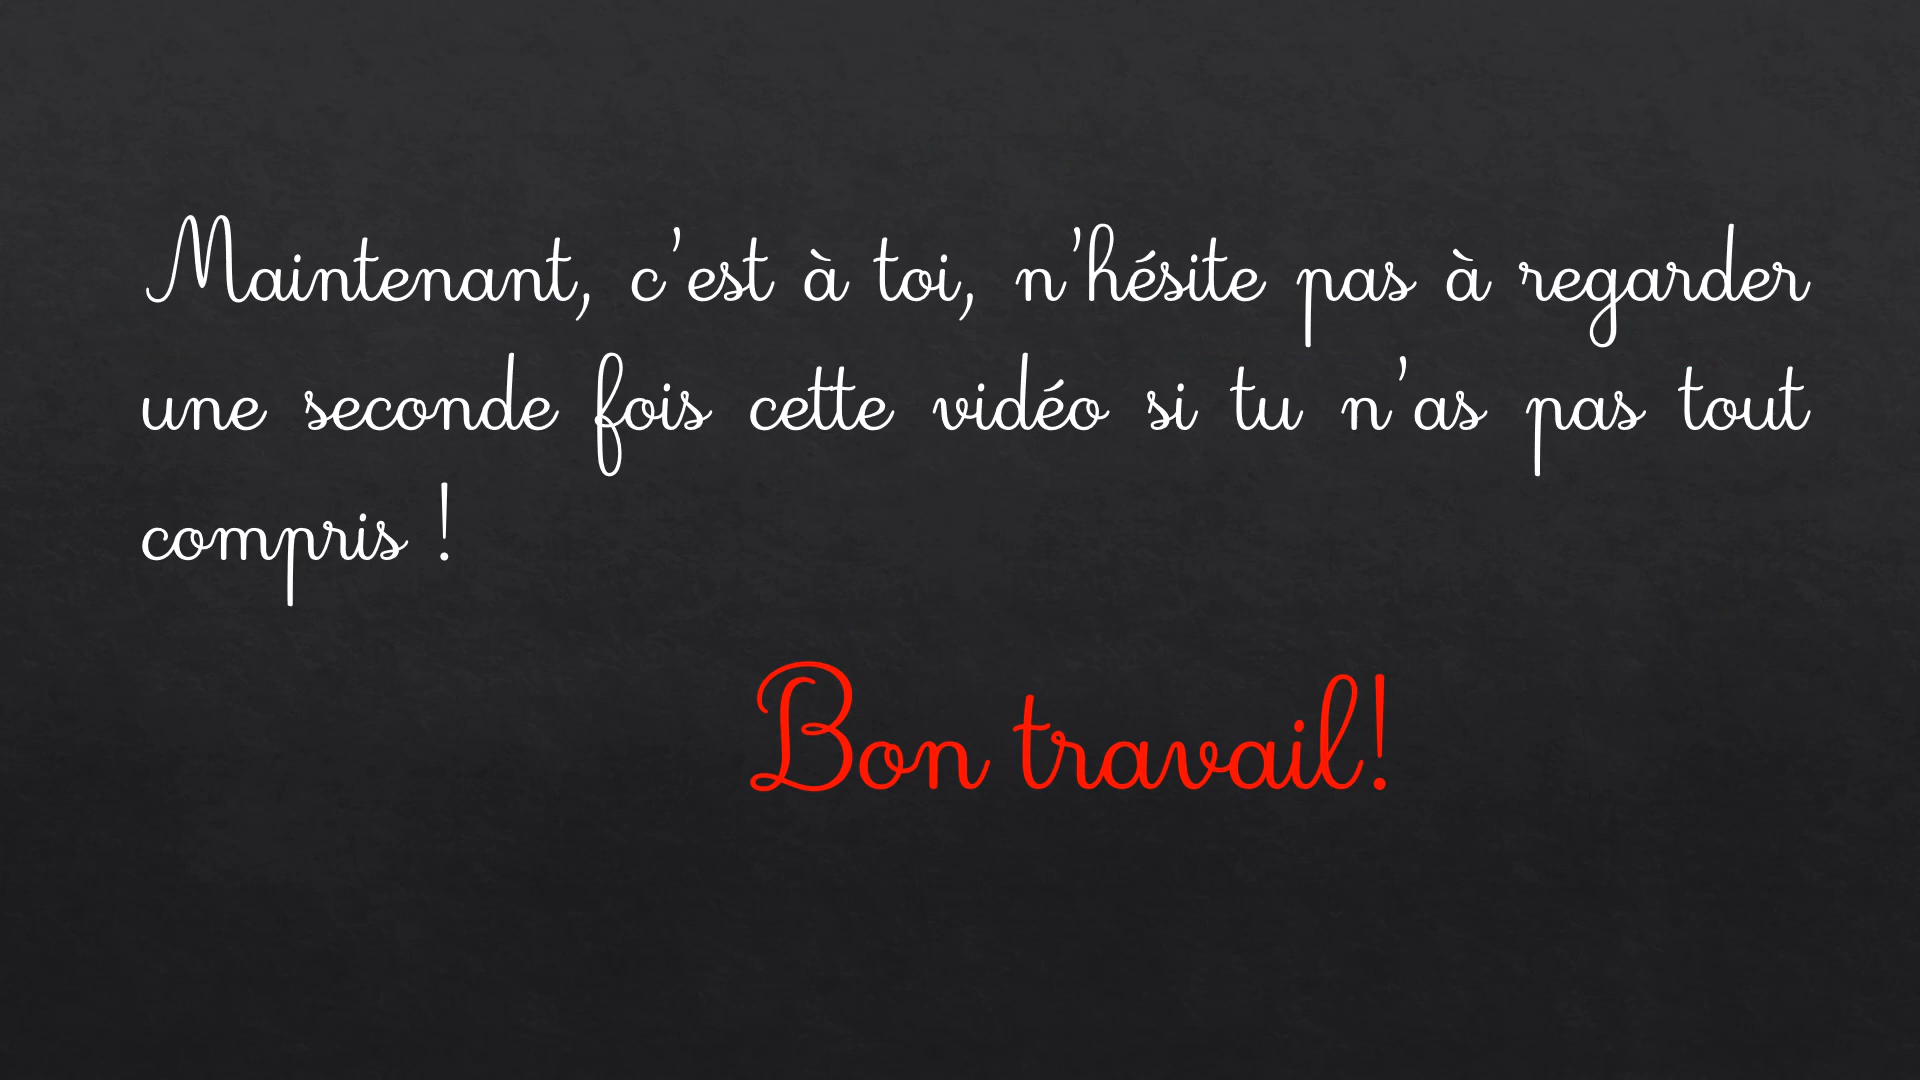 Maintenant, c'est à toi, n'hésite pas à regarder
une seconde fois cette vidéo si tu n'as pas tout
compris !
Bon travail!